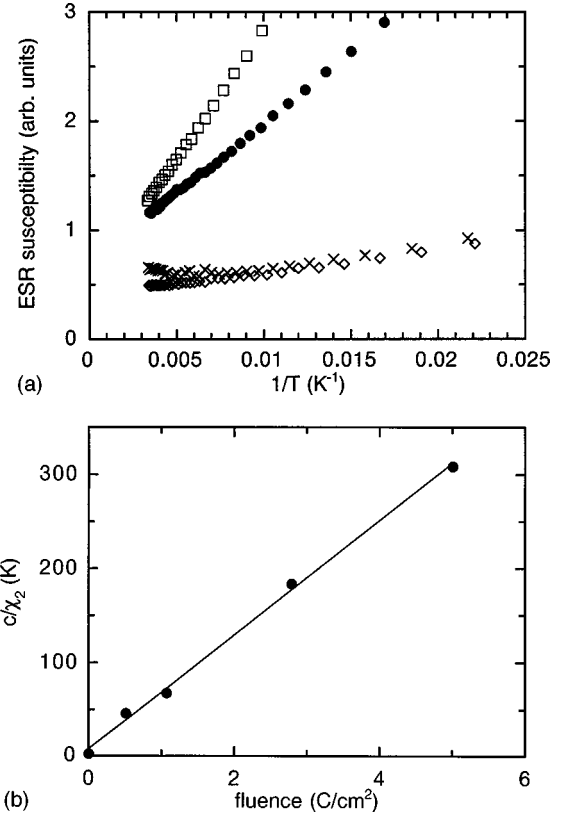 3
2
1
0
ESR susceptibilty (arb. units)
0 0.005 0.01 0.015 0.02 0.025
(a) 1/T (K-1)
300
200
100
0
c/χ2 (K)
0 2 4 6
(b) fluence (C/cm2)